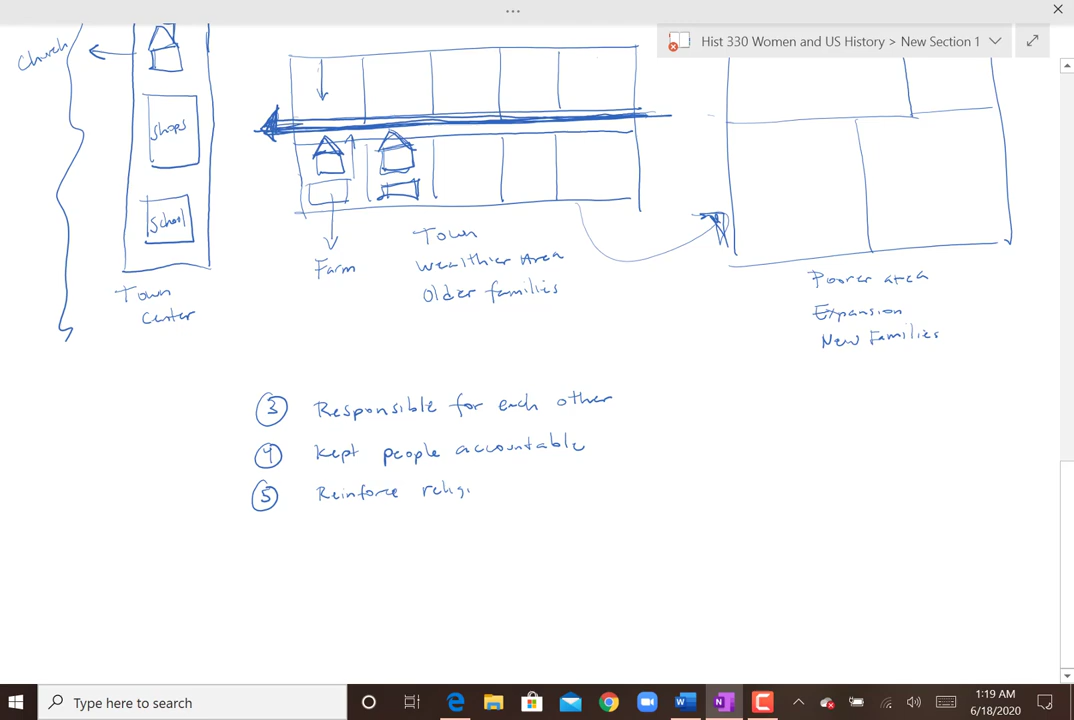 Hist 330 Women and US History > New Section 1
Church
Shops
School
Town
Center
Farm
Town
Wealthier Area
Older families
Poorer area
Expansion
New Families
3 Responsible for each other
4 Kept people accountable
5 Reinforce relig
Type here to search
1:19 AM
6/18/2020